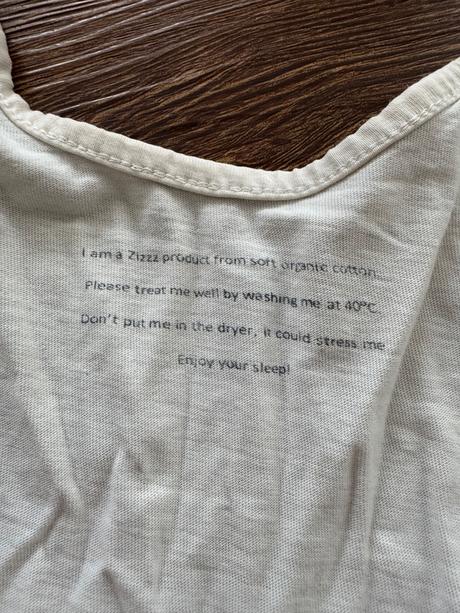 I am a Zizzz product from soft organic cotton...
Please treat me well by washing me at 40ºC.
Don't put me in the dryer, it could stress me...
Enjoy your sleep!